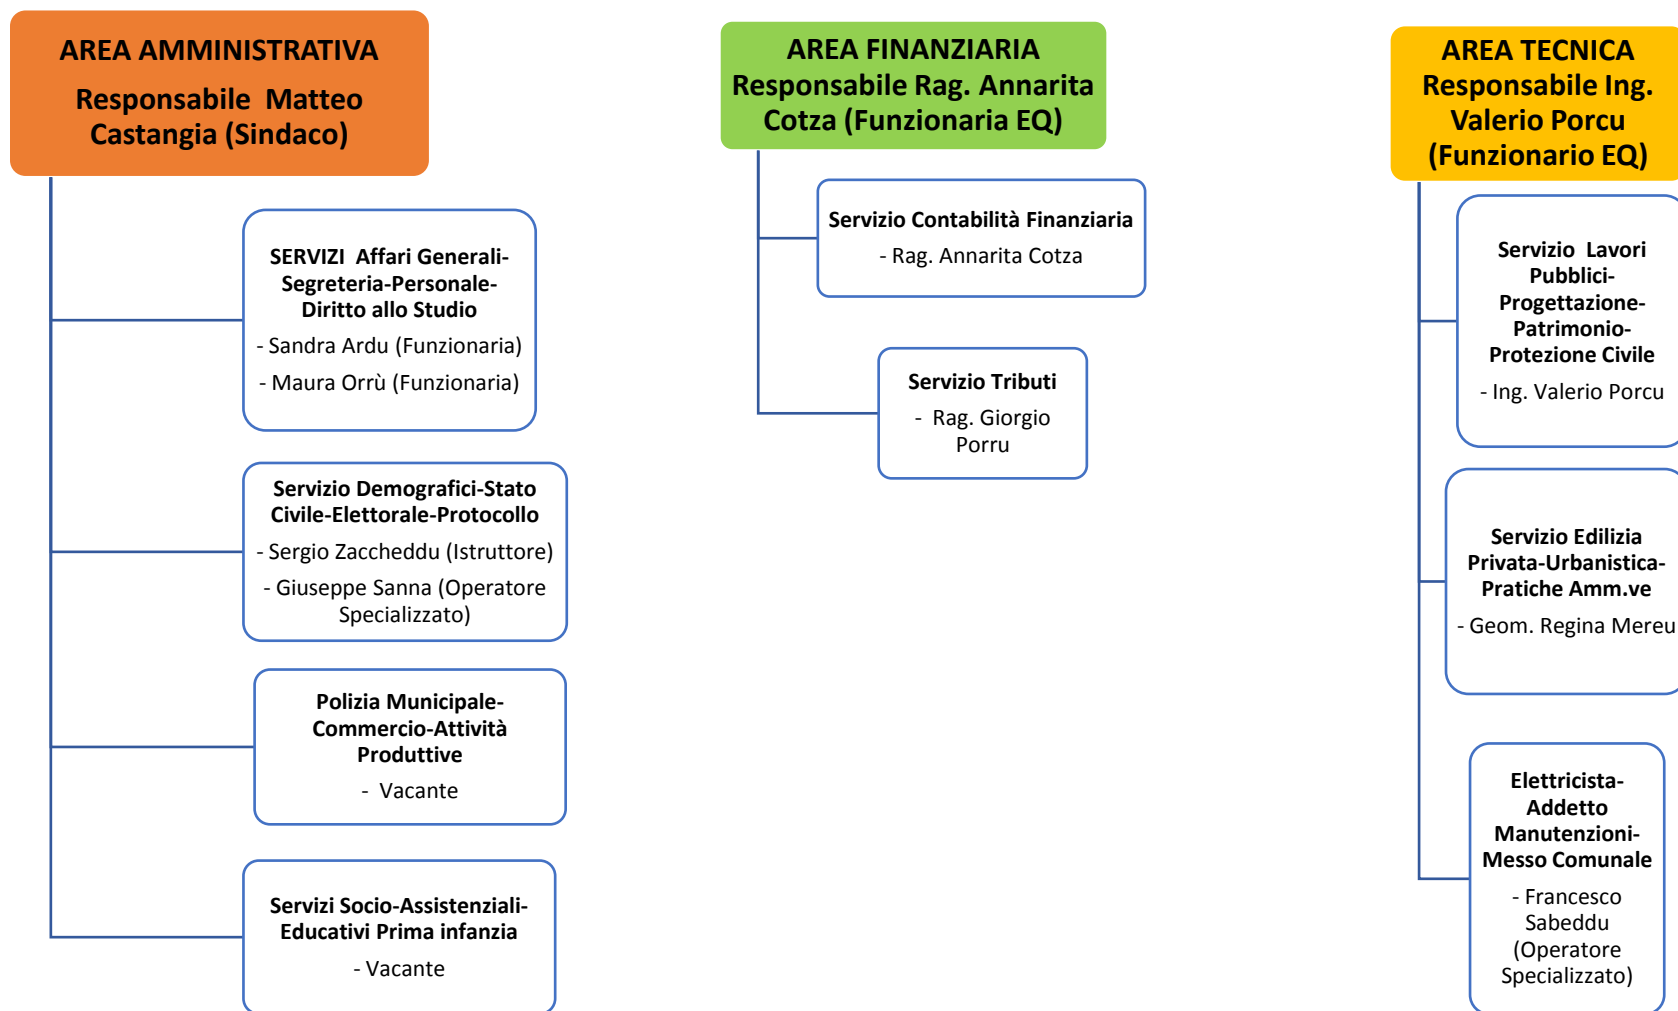 AREA AMMINISTRATIVA
Responsabile Matteo
Castangia (Sindaco)
SERVIZI Affari Generali-
Segreteria-Personale-
Diritto allo Studio
- Sandra Ardu (Funzionaria)
- Maura Orrù (Funzionaria)
Servizio Demografici-Stato
Civile-Elettorale-Protocollo
- Sergio Zaccheddu (Istruttore)
- Giuseppe Sanna (Operatore
Specializzato)
Polizia Municipale-
Commercio-Attività
Produttive
- Vacante
Servizi Socio-Assistenziali-
Educativi Prima infanzia
- Vacante
AREA FINANZIARIA
Responsabile Rag. Annarita
Cotza (Funzionaria EQ)
Servizio Contabilità Finanziaria
- Rag. Annarita Cotza
Servizio Tributi
- Rag. Giorgio
Porru
AREA TECNICA
Responsabile Ing.
Valerio Porcu
(Funzionario EQ)
Servizio Lavori
Pubblici-
Progettazione-
Patrimonio-
Protezione Civile
- Ing. Valerio Porcu
Servizio Edilizia
Privata-Urbanistica-
Pratiche Amm.ve
- Geom. Regina Mereu
Elettricista-
Addetto
Manutenzioni-
Messo Comunale
- Francesco
Sabeddu
(Operatore
Specializzato)